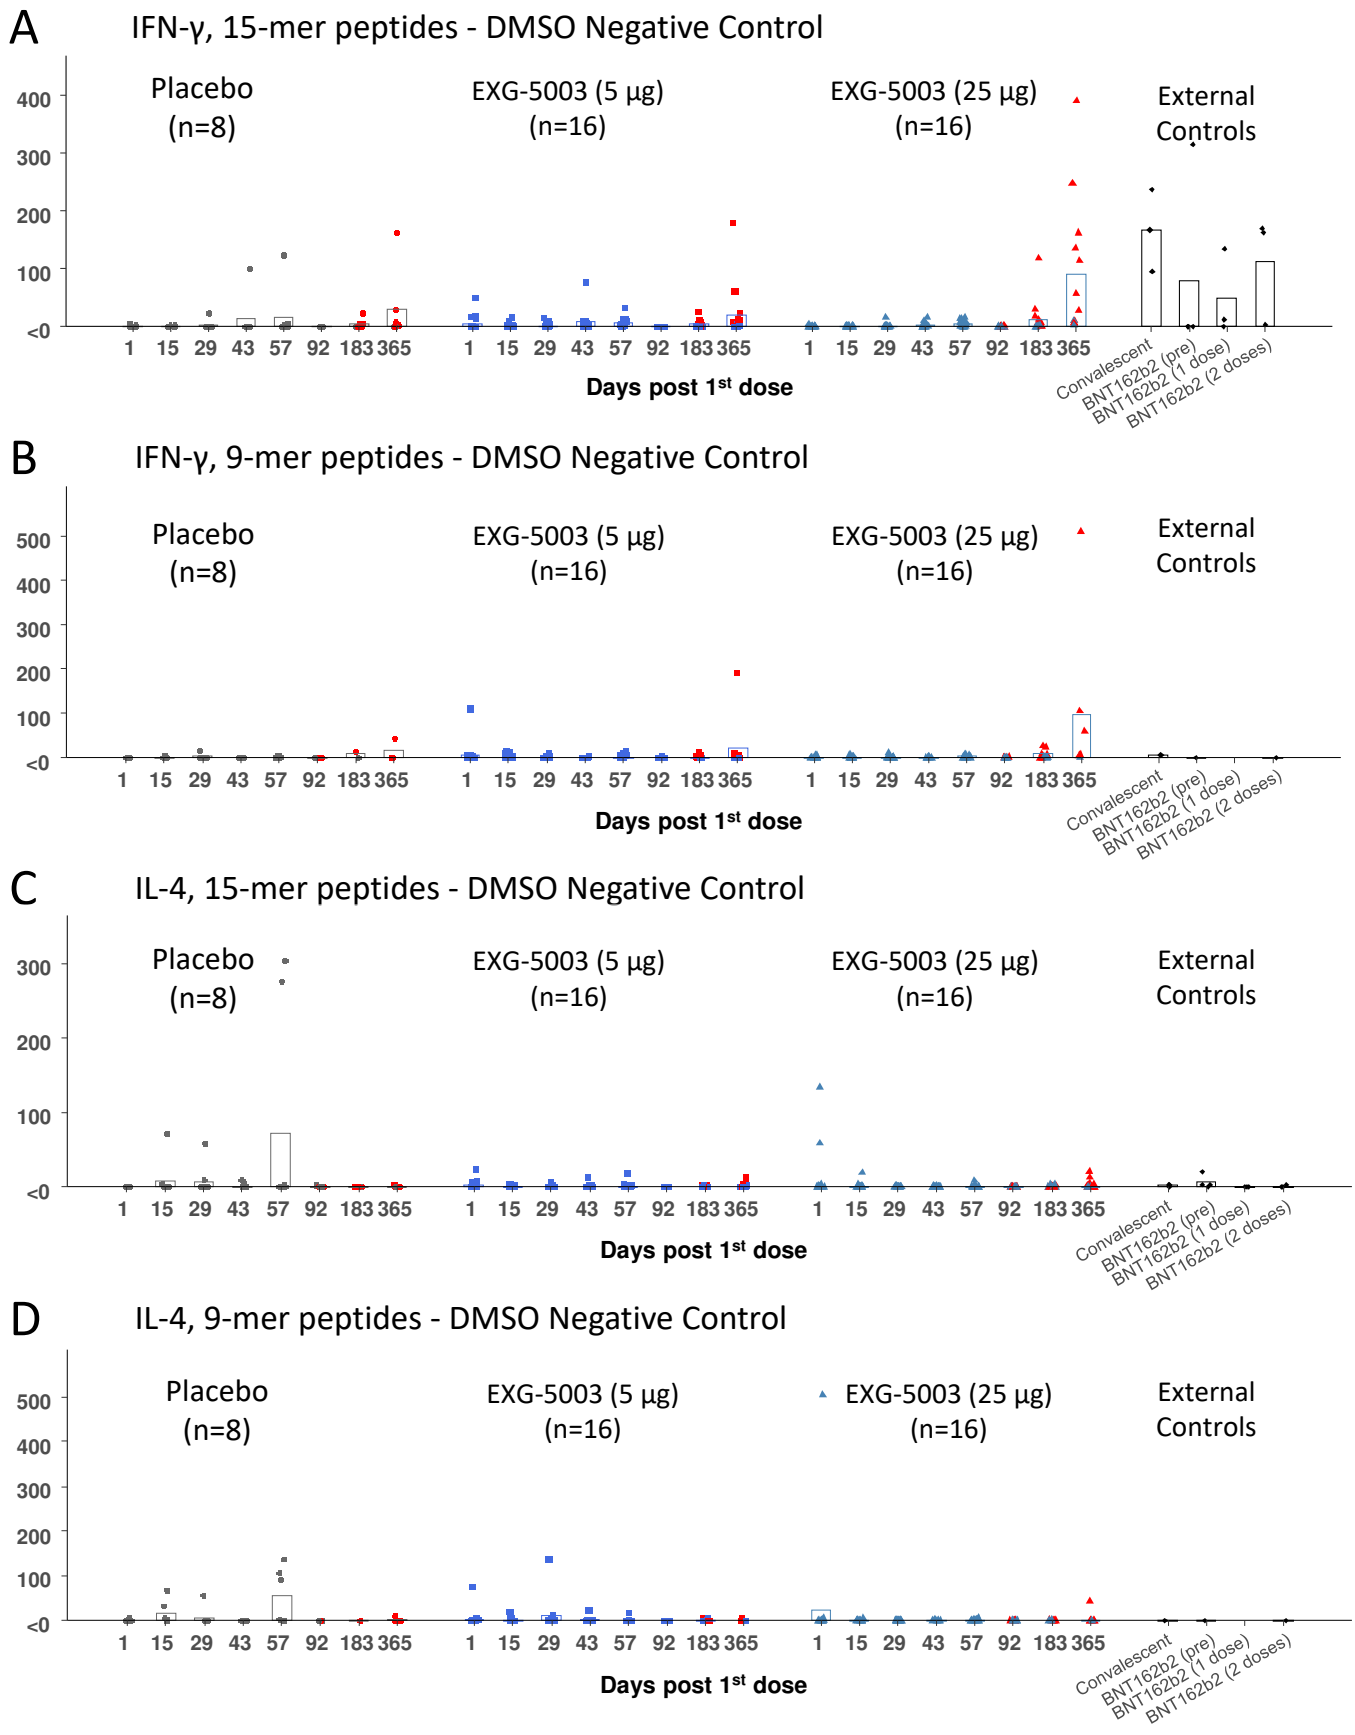 A
IFN-γ, 15-mer peptides - DMSO Negative Control
Placebo
(n=8)
EXG-5003 (5 µg)
(n=16)
EXG-5003 (25 µg)
(n=16)
External
Controls
400
300
200
100
<0
1 15 29 43 57 92 183 365
1 15 29 43 57 92 183 365
1 15 29 43 57 92 183 365
Convalescent
BNT162b2 (pre)
BNT162b2 (1 dose)
BNT162b2 (2 doses)
Days post 1st dose
B
IFN-γ, 9-mer peptides - DMSO Negative Control
Placebo
(n=8)
EXG-5003 (5 µg)
(n=16)
EXG-5003 (25 µg)
(n=16)
External
Controls
500
400
300
200
100
<0
1 15 29 43 57 92 183 365
1 15 29 43 57 92 183 365
1 15 29 43 57 92 183 365
Convalescent
BNT162b2 (pre)
BNT162b2 (1 dose)
BNT162b2 (2 doses)
Days post 1st dose
C
IL-4, 15-mer peptides - DMSO Negative Control
Placebo
(n=8)
EXG-5003 (5 µg)
(n=16)
EXG-5003 (25 µg)
(n=16)
External
Controls
300
200
100
<0
1 15 29 43 57 92 183 365
1 15 29 43 57 92 183 365
1 15 29 43 57 92 183 365
Convalescent
BNT162b2 (pre)
BNT162b2 (1 dose)
BNT162b2 (2 doses)
Days post 1st dose
D
IL-4, 9-mer peptides - DMSO Negative Control
Placebo
(n=8)
EXG-5003 (5 µg)
(n=16)
EXG-5003 (25 µg)
(n=16)
External
Controls
500
400
300
200
100
<0
1 15 29 43 57 92 183 365
1 15 29 43 57 92 183 365
1 15 29 43 57 92 183 365
Convalescent
BNT162b2 (pre)
BNT162b2 (1 dose)
BNT162b2 (2 doses)
Days post 1st dose